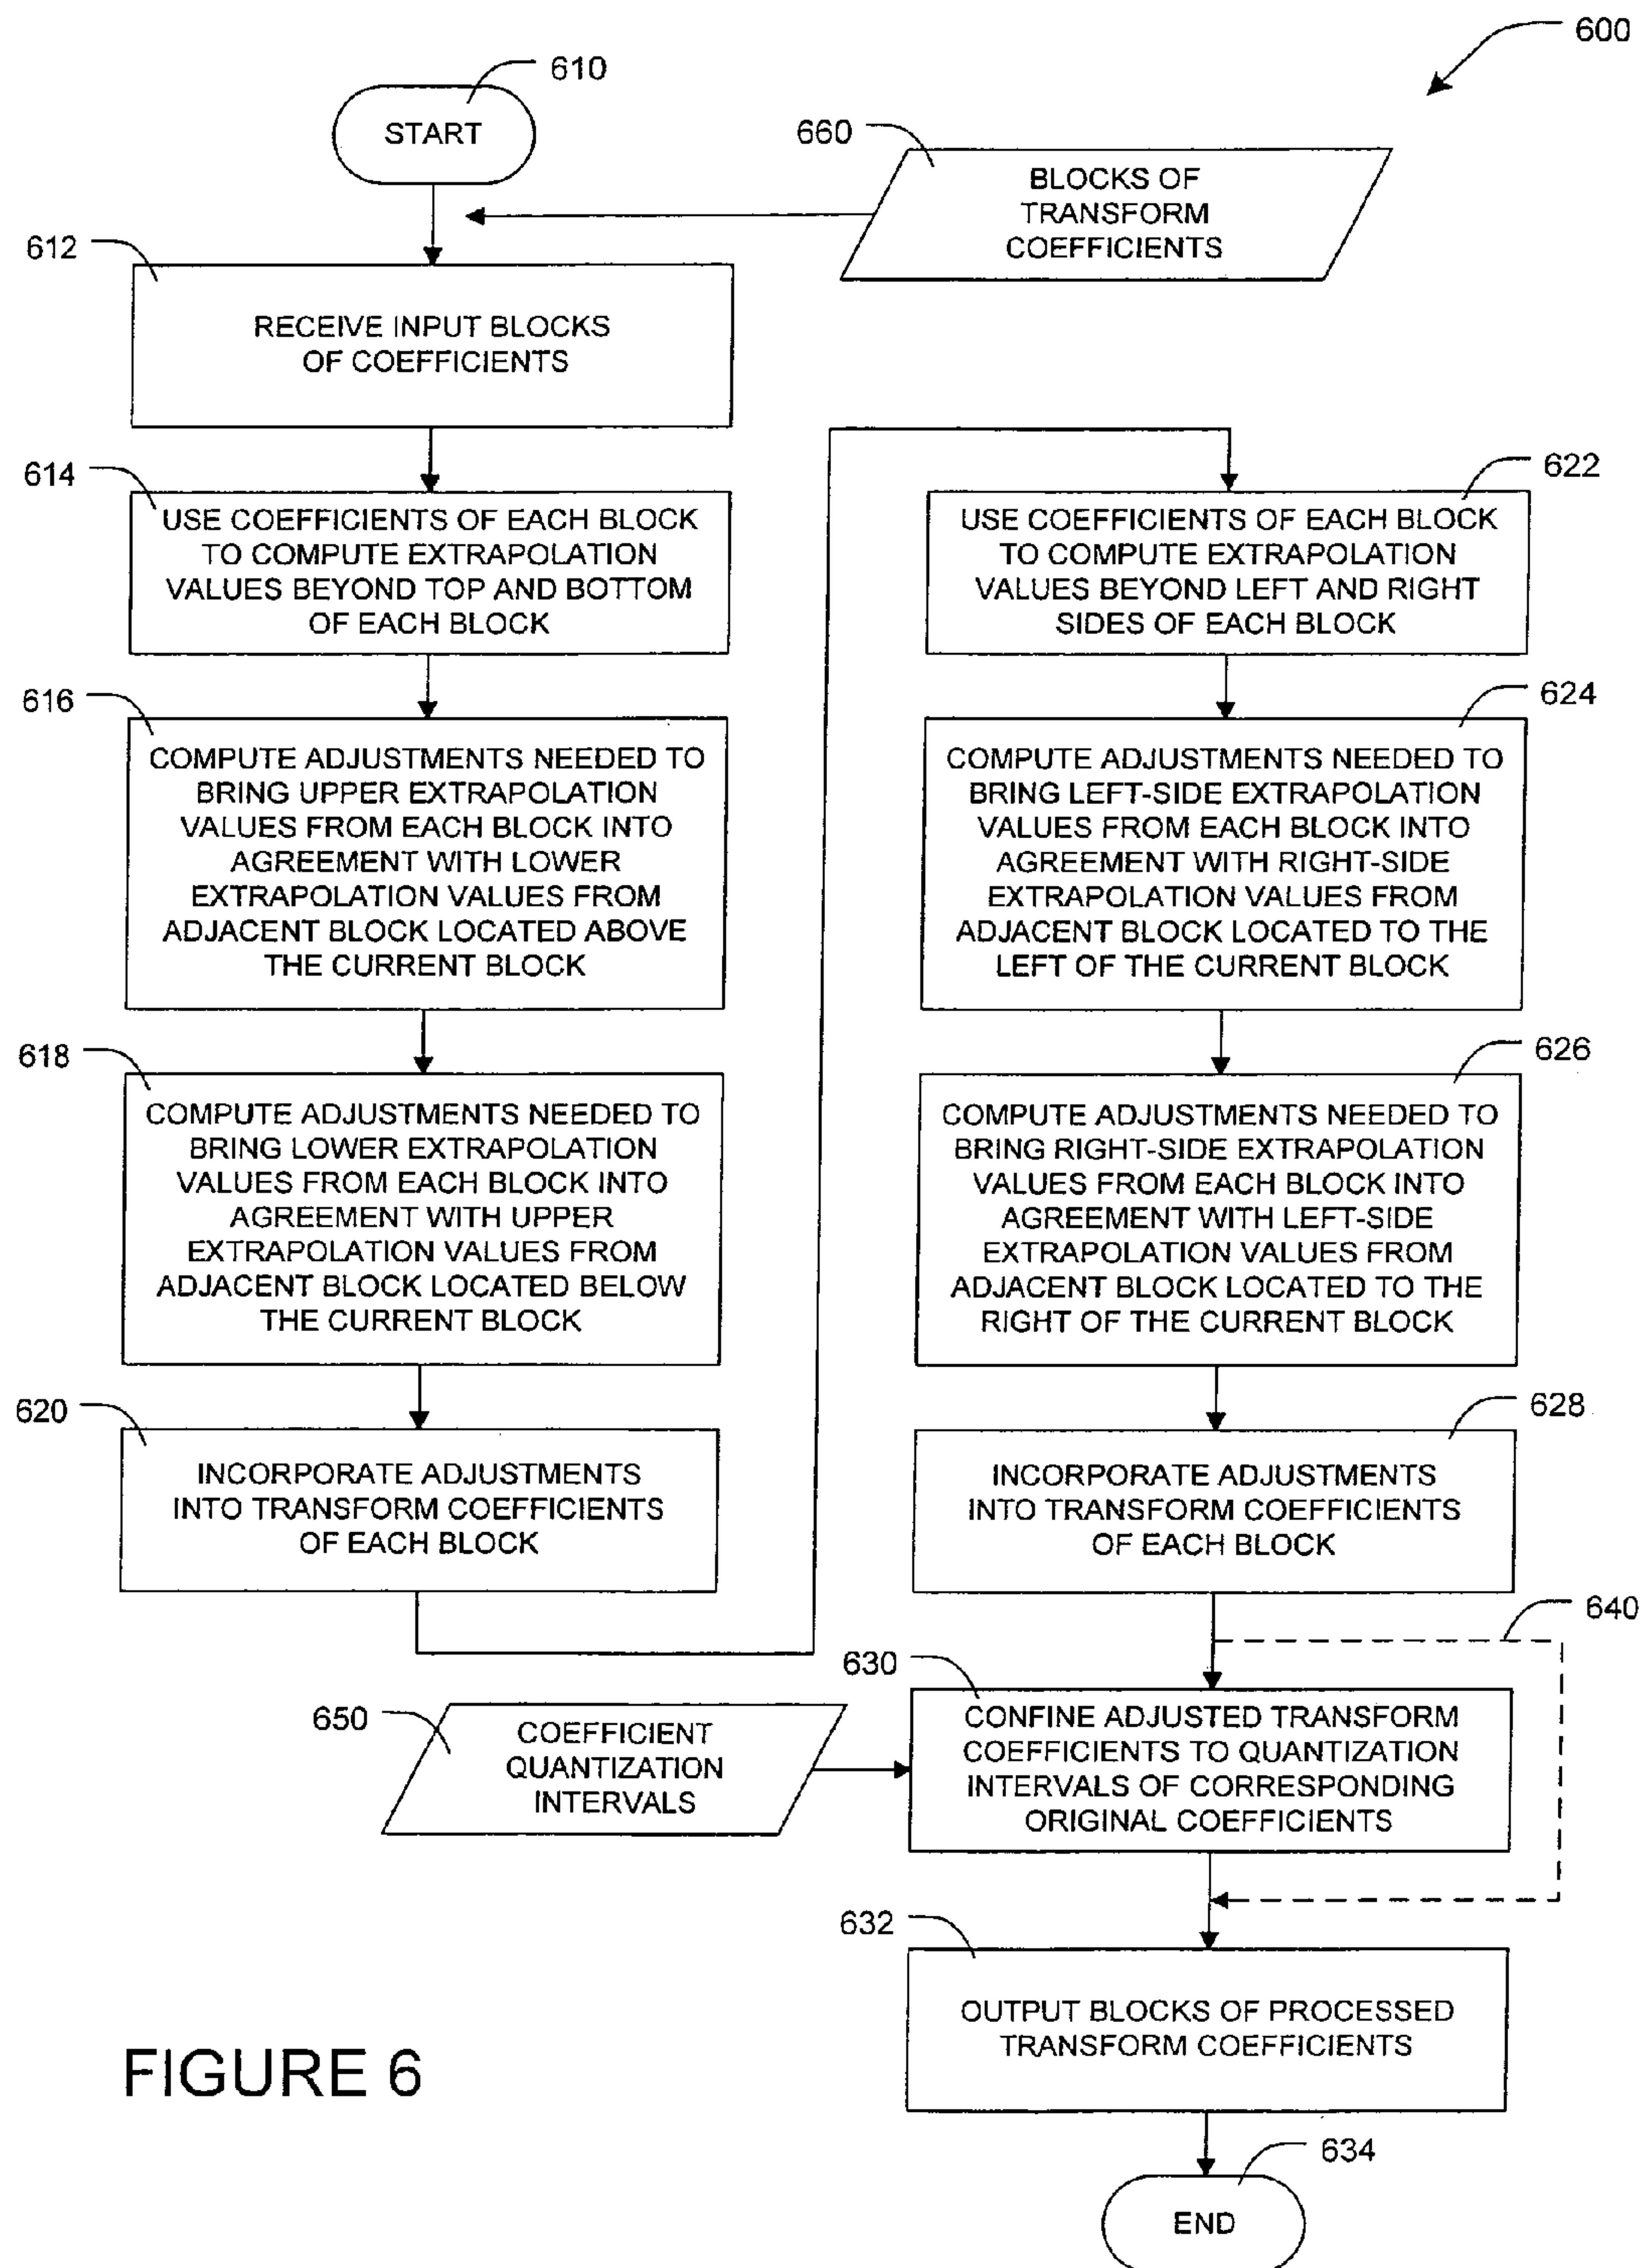 600
610
START
660
BLOCKS OF
TRANSFORM
COEFFICIENTS
612
RECEIVE INPUT BLOCKS
OF COEFFICIENTS
614
USE COEFFICIENTS OF EACH BLOCK
TO COMPUTE EXTRAPOLATION
VALUES BEYOND TOP AND BOTTOM
OF EACH BLOCK
616
COMPUTE ADJUSTMENTS NEEDED TO
BRING UPPER EXTRAPOLATION
VALUES FROM EACH BLOCK INTO
AGREEMENT WITH LOWER
EXTRAPOLATION VALUES FROM
ADJACENT BLOCK LOCATED ABOVE
THE CURRENT BLOCK
618
COMPUTE ADJUSTMENTS NEEDED TO
BRING LOWER EXTRAPOLATION
VALUES FROM EACH BLOCK INTO
AGREEMENT WITH UPPER
EXTRAPOLATION VALUES FROM
ADJACENT BLOCK LOCATED BELOW
THE CURRENT BLOCK
620
INCORPORATE ADJUSTMENTS
INTO TRANSFORM COEFFICIENTS
OF EACH BLOCK
622
USE COEFFICIENTS OF EACH BLOCK
TO COMPUTE EXTRAPOLATION
VALUES BEYOND LEFT AND RIGHT
SIDES OF EACH BLOCK
624
COMPUTE ADJUSTMENTS NEEDED TO
BRING LEFT-SIDE EXTRAPOLATION
VALUES FROM EACH BLOCK INTO
AGREEMENT WITH RIGHT-SIDE
EXTRAPOLATION VALUES FROM
ADJACENT BLOCK LOCATED TO THE
LEFT OF THE CURRENT BLOCK
626
COMPUTE ADJUSTMENTS NEEDED TO
BRING RIGHT-SIDE EXTRAPOLATION
VALUES FROM EACH BLOCK INTO
AGREEMENT WITH LEFT-SIDE
EXTRAPOLATION VALUES FROM
ADJACENT BLOCK LOCATED TO THE
RIGHT OF THE CURRENT BLOCK
628
INCORPORATE ADJUSTMENTS
INTO TRANSFORM COEFFICIENTS
OF EACH BLOCK
640
630
650
COEFFICIENT
QUANTIZATION
INTERVALS
CONFINE ADJUSTED TRANSFORM
COEFFICIENTS TO QUANTIZATION
INTERVALS OF CORRESPONDING
ORIGINAL COEFFICIENTS
632
OUTPUT BLOCKS OF PROCESSED
TRANSFORM COEFFICIENTS
634
END
FIGURE 6